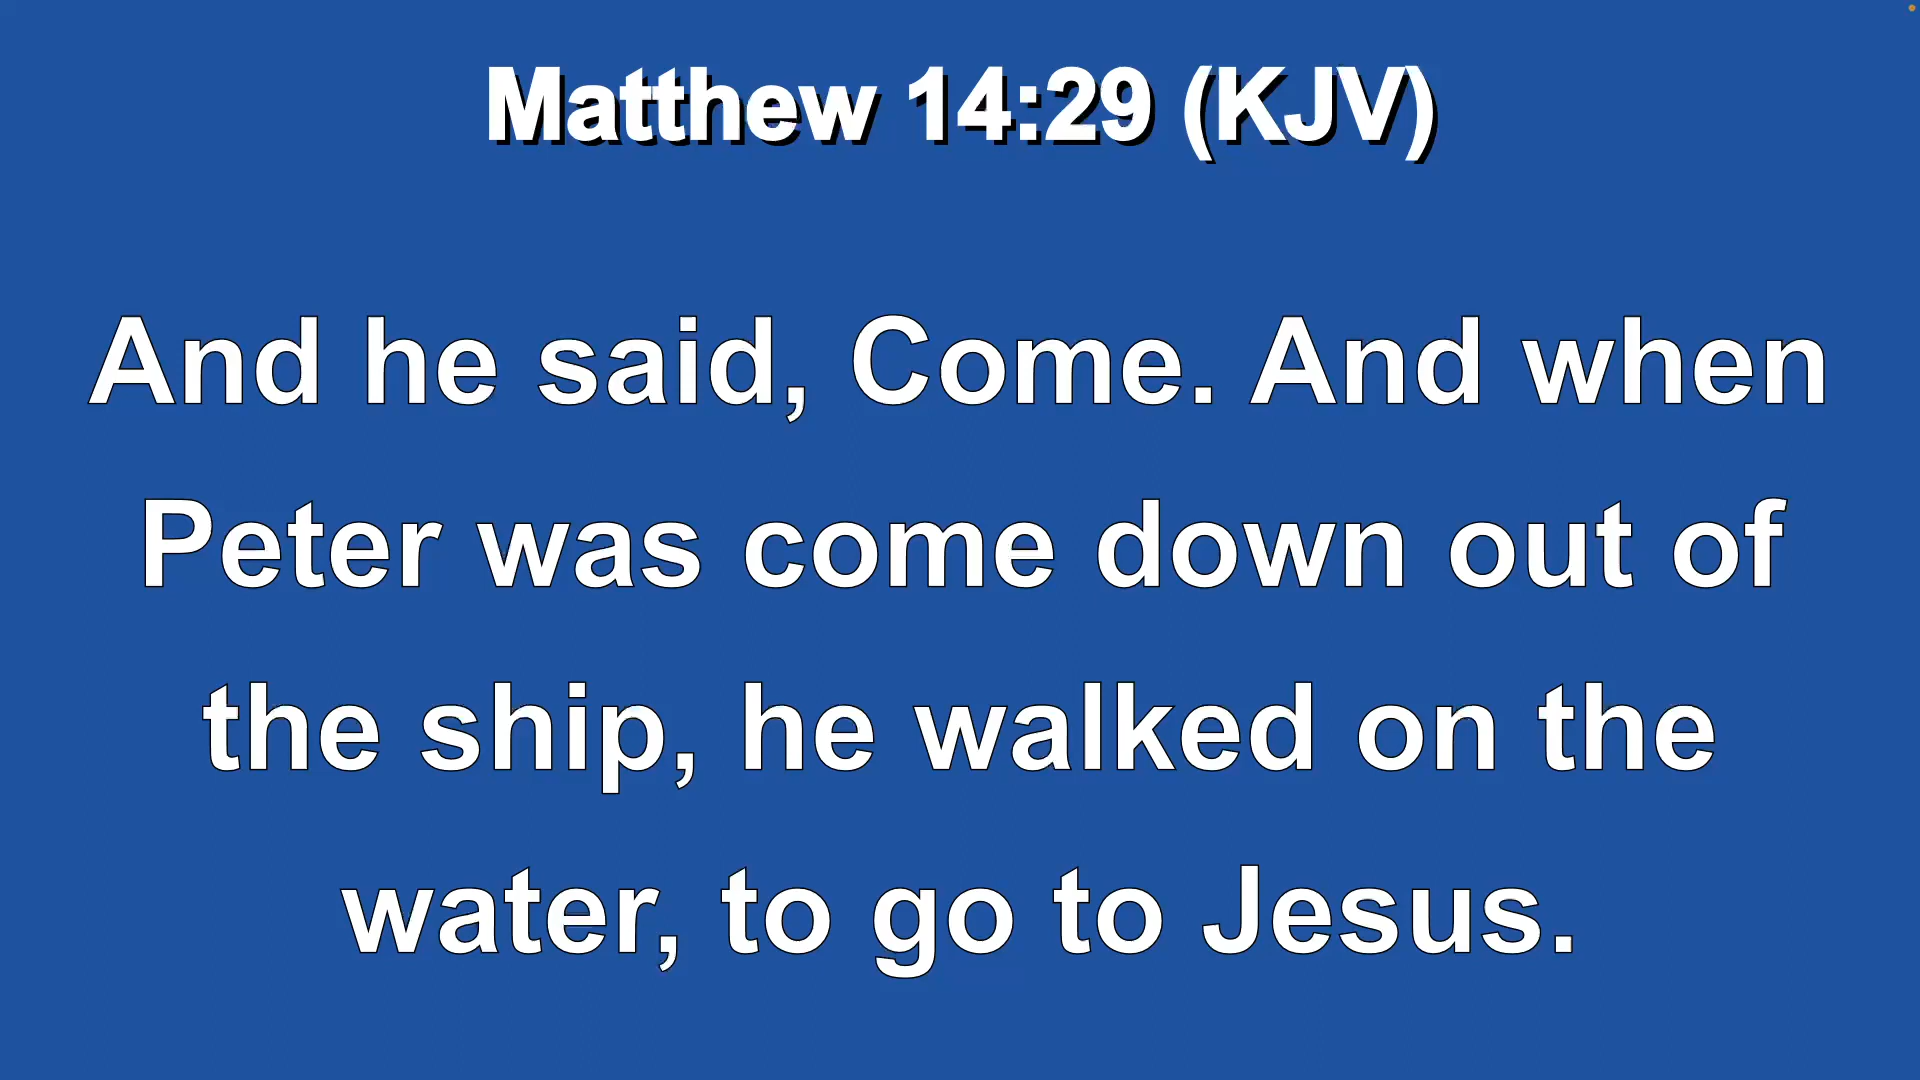 Matthew 14:29 (KJV)
And he said, Come. And when
Peter was come down out of
the ship, he walked on the
water, to go to Jesus.